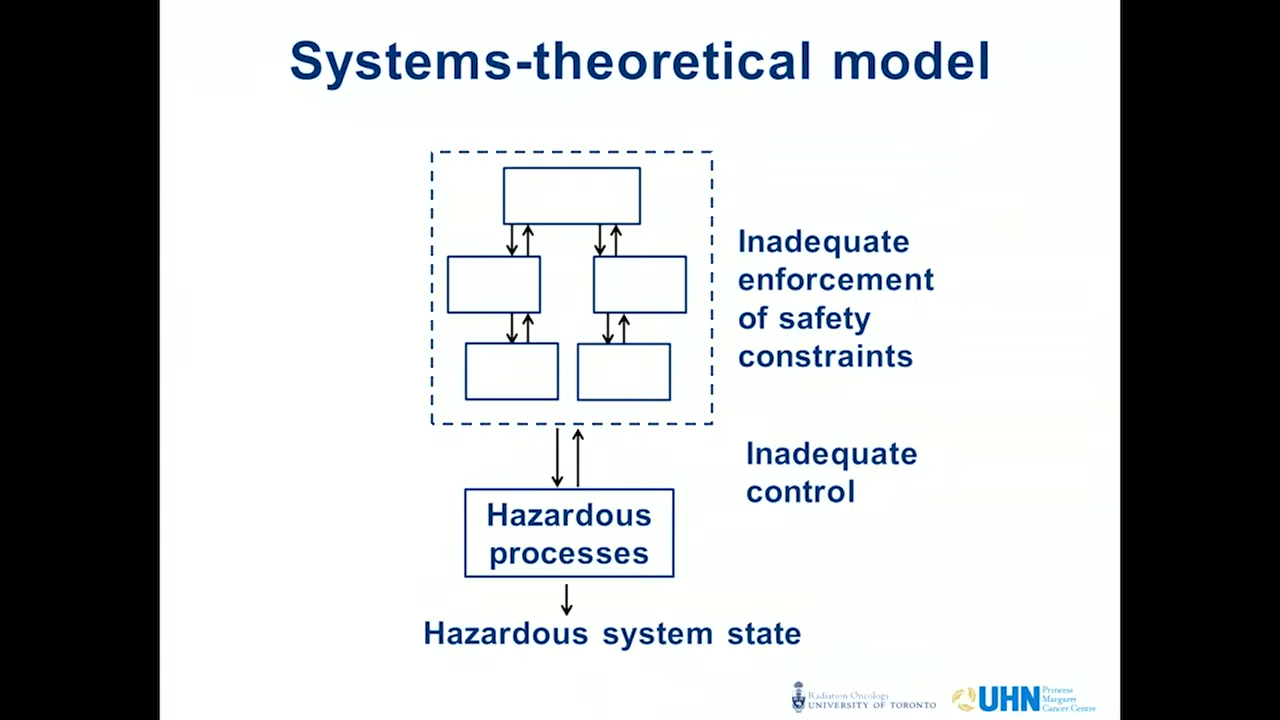 Systems-theoretical model
Inadequate
enforcement
of safety
constraints
Inadequate
control
Hazardous
processes
Hazardous system state
Radiation Oncology
UNIVERSITY OF TORONTO
UHN
Princess
Margaret
Cancer Centre